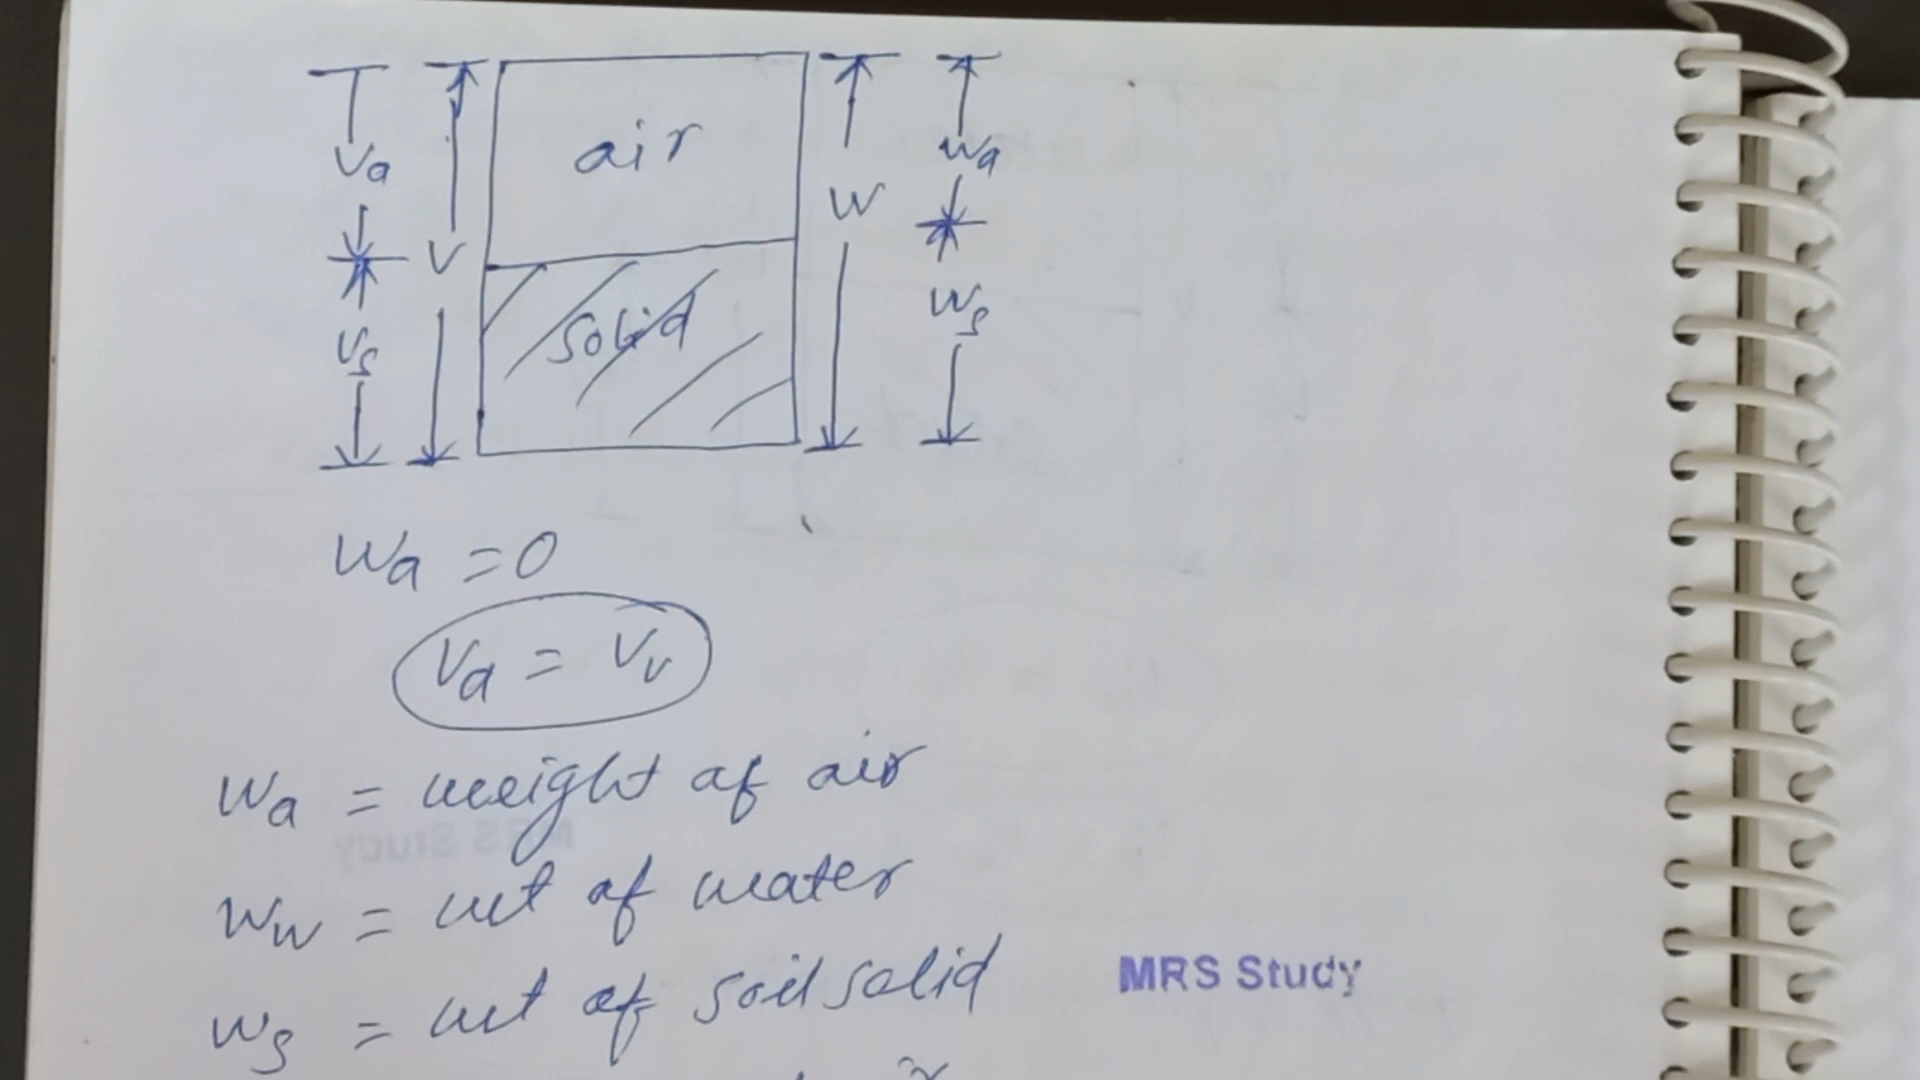 Va V air W Wa
Vs solid Ws
Wa = 0
Va = Vv
Wa = weight of air
Ww = wt of water
Ws = wt of soil solid
MRS Study